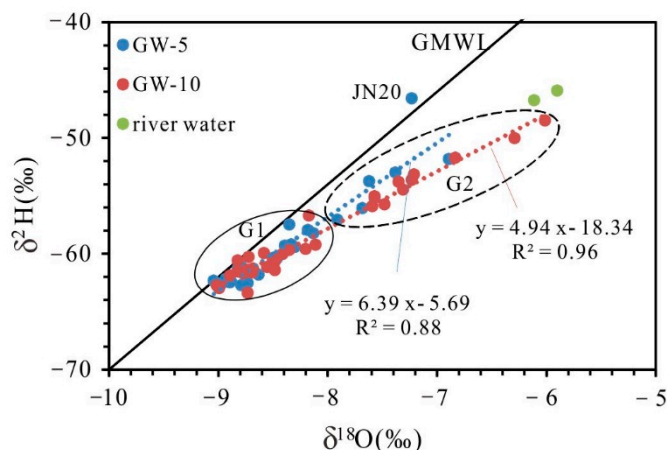 −40
−50
−60
−70
δ²H(‰)
GW-5
GW-10
river water
GMWL
JN20
G1
G2
y = 4.94 x- 18.34
R² = 0.96
y = 6.39 x- 5.69
R² = 0.88
−10 −9 −8 −7 −6 −5
δ¹⁸O(‰)